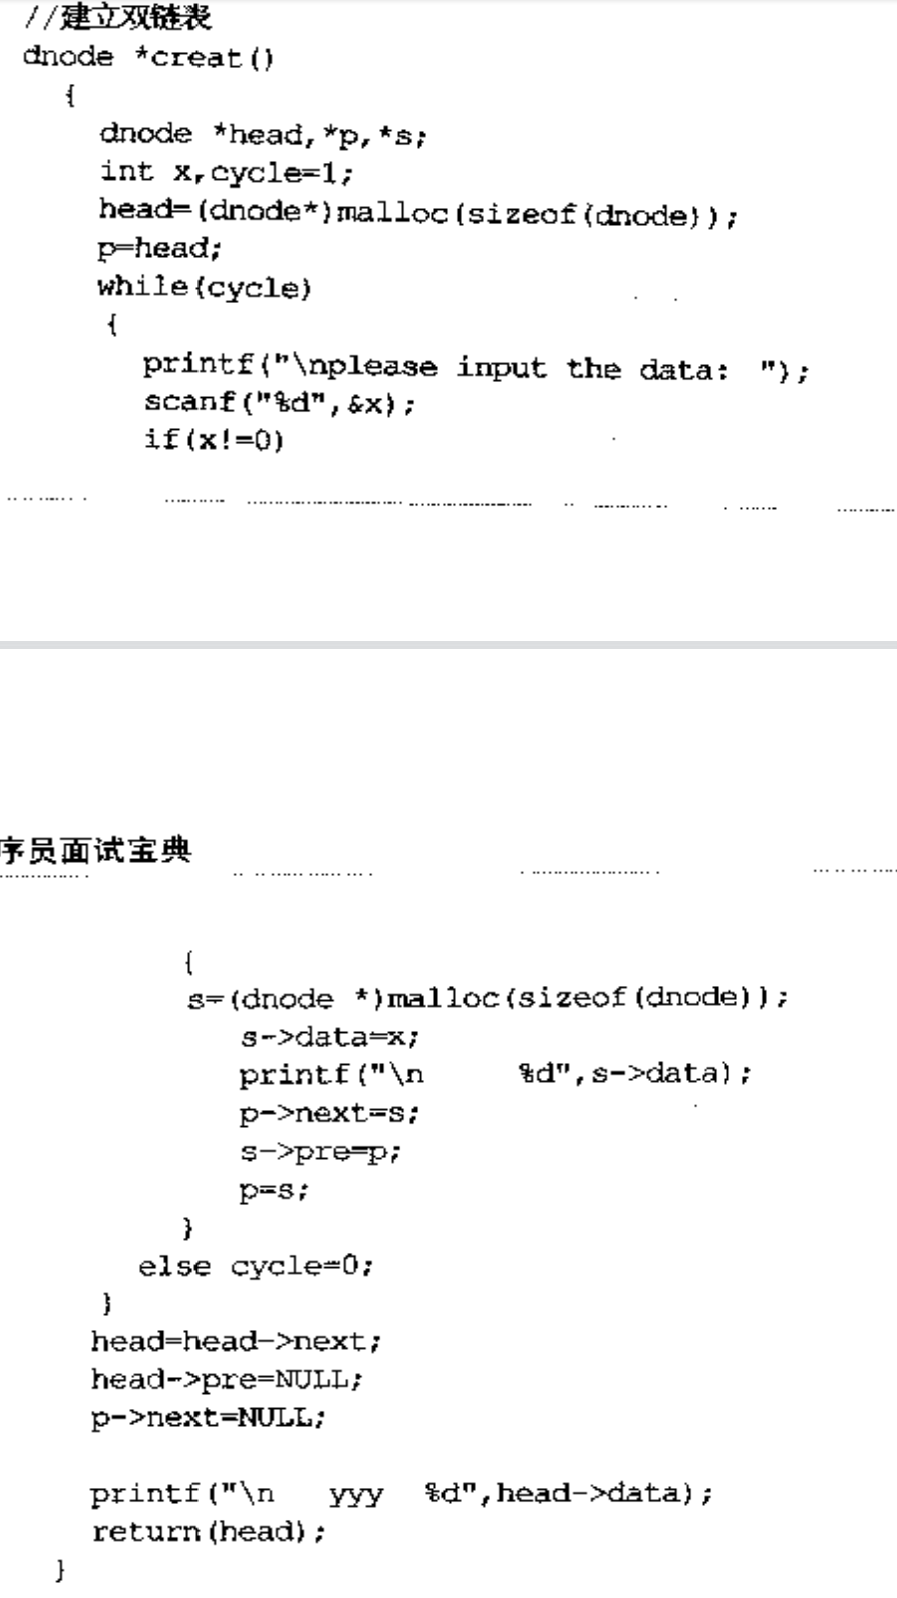 //建立双链表
dnode *creat()
{
dnode *head,*p,*s;
int x,cycle=1;
head=(dnode*)malloc(sizeof(dnode));
p=head;
while(cycle)
{
printf("\nplease input the data: ");
scanf("%d",&x);
if(x!=0)
序员面试宝典
{
s=(dnode *)malloc(sizeof(dnode));
s->data=x;
printf("\n     %d",s->data);
p->next=s;
s->pre=p;
p=s;
}
else cycle=0;
}
head=head->next;
head->pre=NULL;
p->next=NULL;
printf("\n   yyy  %d",head->data);
return(head);
}